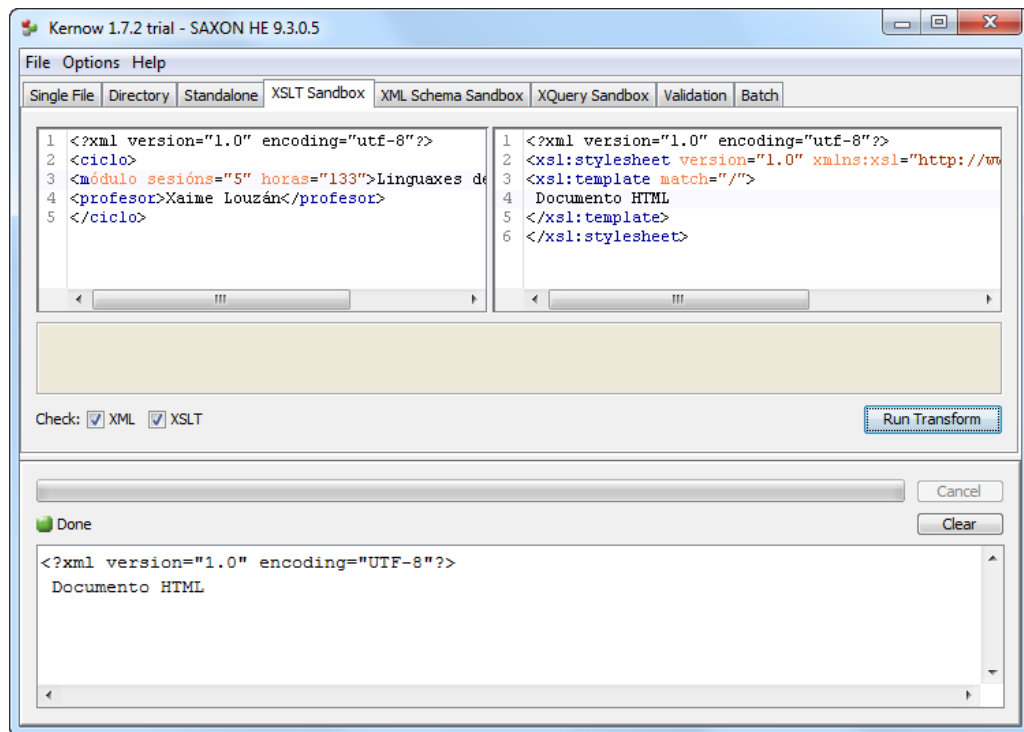 Kernow 1.7.2 trial - SAXON HE 9.3.0.5
File Options Help
Single File Directory Standalone XSLT Sandbox XML Schema Sandbox XQuery Sandbox Validation Batch
1 <?xml version="1.0" encoding="utf-8"?>
2 <ciclo>
3 <módulo sesións="5" horas="133">Linguaxes de
4 <profesor>Xaime Louzán</profesor>
5 </ciclo>
1 <?xml version="1.0" encoding="utf-8"?>
2 <xsl:stylesheet version="1.0" xmlns:xsl="http://ww
3 <xsl:template match="/">
4 Documento HTML
5 </xsl:template>
6 </xsl:stylesheet>
Check: XML XSLT
Run Transform
Cancel
Done
Clear
<?xml version="1.0" encoding="UTF-8"?>
Documento HTML